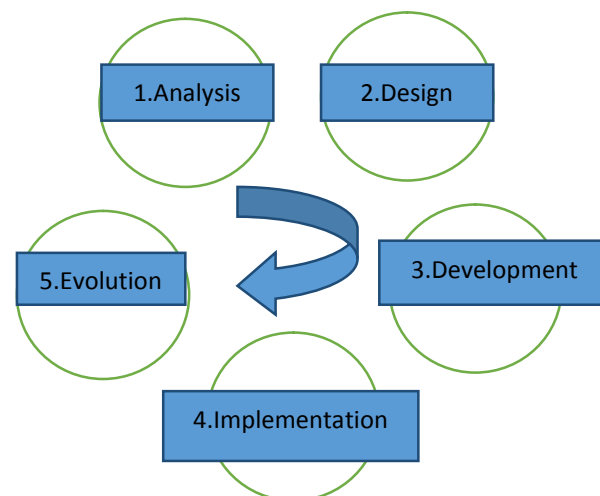 1.Analysis
2.Design
3.Development
4.Implementation
5.Evolution